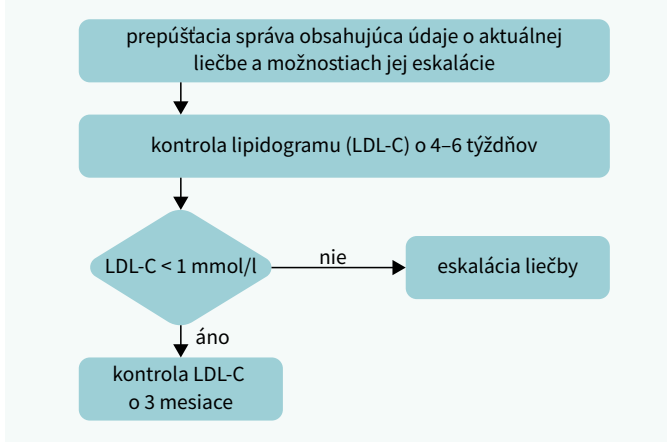 prepúšťacia správa obsahujúca údaje o aktuálnej
liečbe a možnostiach jej eskalácie
kontrola lipidogramu (LDL-C) o 4–6 týždňov
LDL-C < 1 mmol/l
nie
eskalácia liečby
áno
kontrola LDL-C
o 3 mesiace